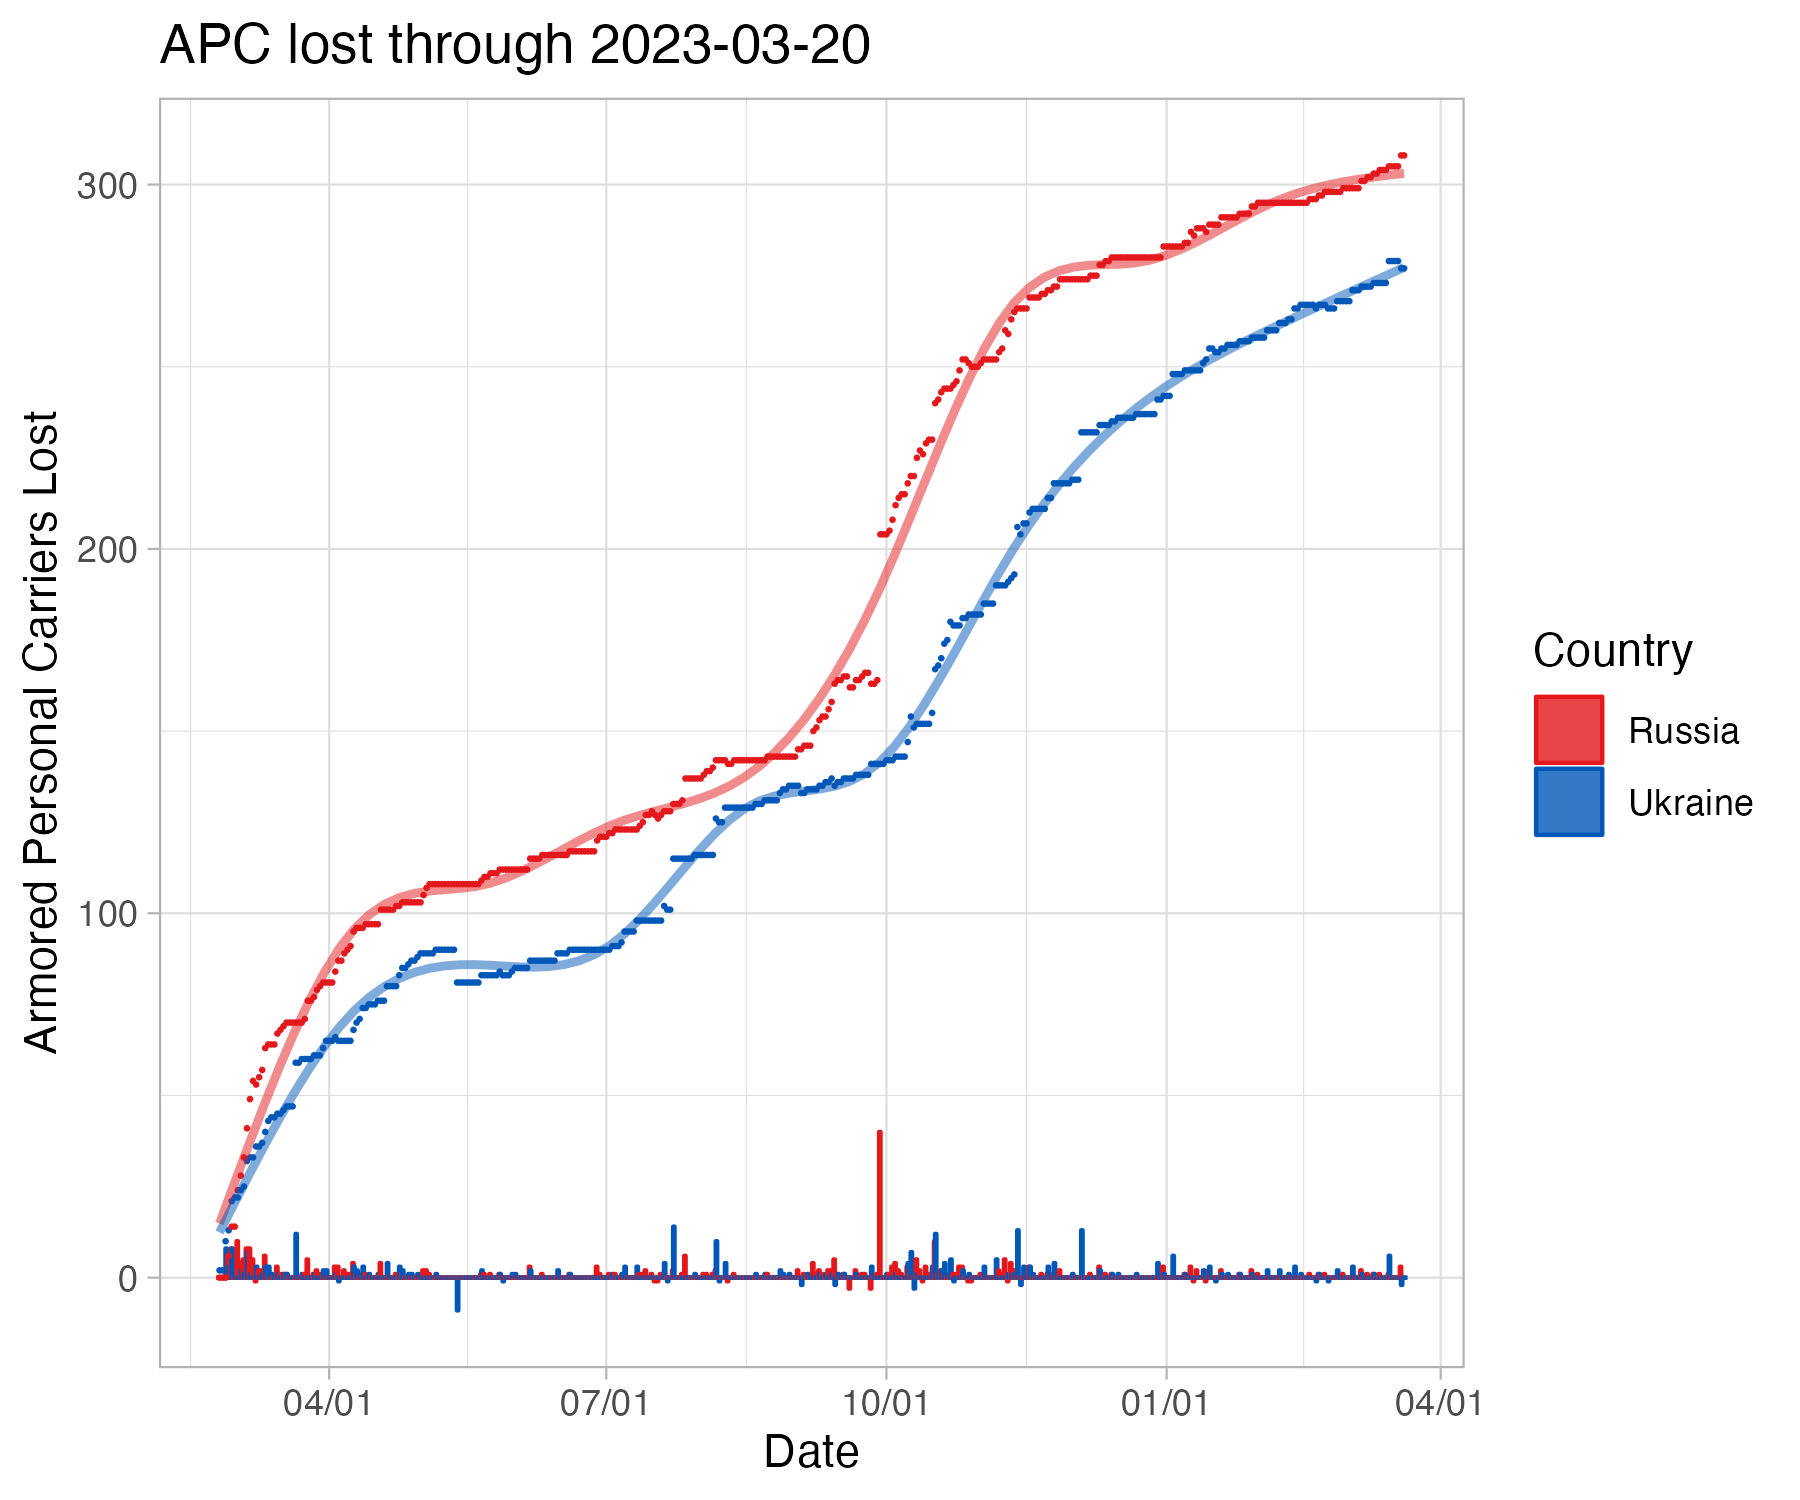 APC lost through 2023-03-20
Armored Personal Carriers Lost
300
200
100
0
04/01
07/01
10/01
01/01
04/01
Date
Country
Russia
Ukraine